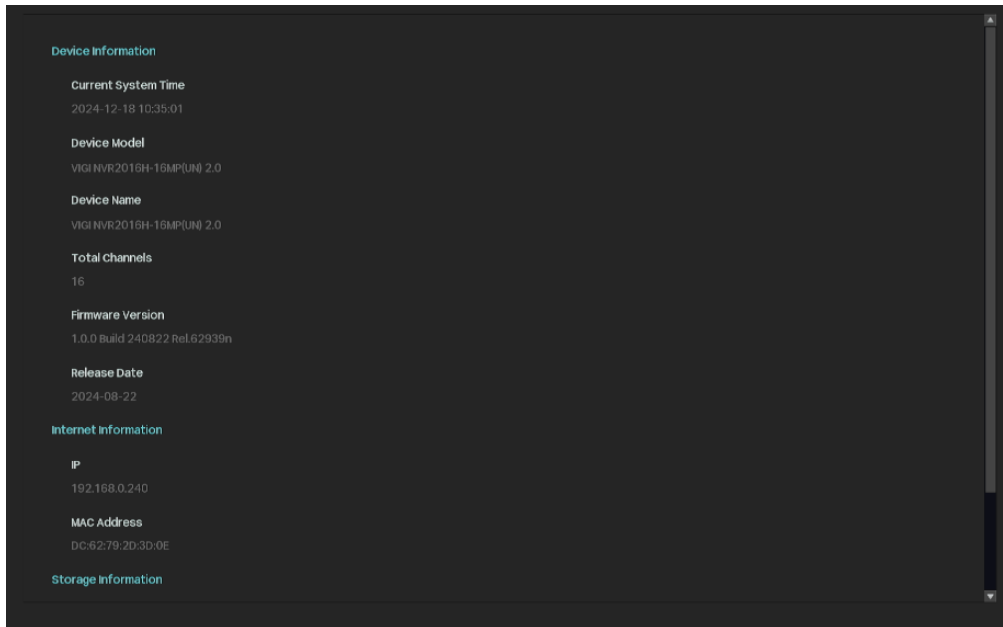 Device Information
Current System Time
2024-12-18 10:35:01
Device Model
VIGI NVR2016H-16MP(UN) 2.0
Device Name
VIGI NVR2016H-16MP(UN) 2.0
Total Channels
16
Firmware Version
1.0.0 Build 240822 Rel.62939n
Release Date
2024-08-22
Internet Information
IP
192.168.0.240
MAC Address
DC:62:79:2D:3D:0E
Storage Information